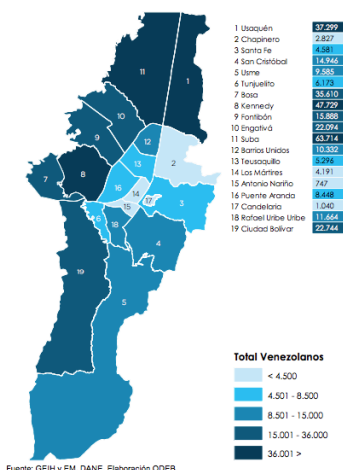 1 Usaquén 37.299
2 Chapinero 2.827
3 Santa Fe 4.581
4 San Cristóbal 14.946
5 Usme 9.585
6 Tunjuelito 6.173
7 Bosa 35.610
8 Kennedy 47.729
9 Fontibón 15.888
10 Engativá 22.094
11 Suba 63.714
12 Barrios Unidos 10.332
13 Teusaquillo 5.296
14 Los Mártires 4.191
15 Antonio Nariño 747
16 Puente Aranda 8.448
17 Candelaria 1.040
18 Rafael Uribe Uribe 11.664
19 Ciudad Bolívar 22.744
11
1
10
12
9
13
2
8
7
16
14
17
15
3
6
18
4
19
5
Total Venezolanos
< 4.500
4.501 - 8.500
8.501 - 15.000
15.001 - 36.000
36.001 >
Fuente: GEIH y EM, DANE. Elaboración ODEB